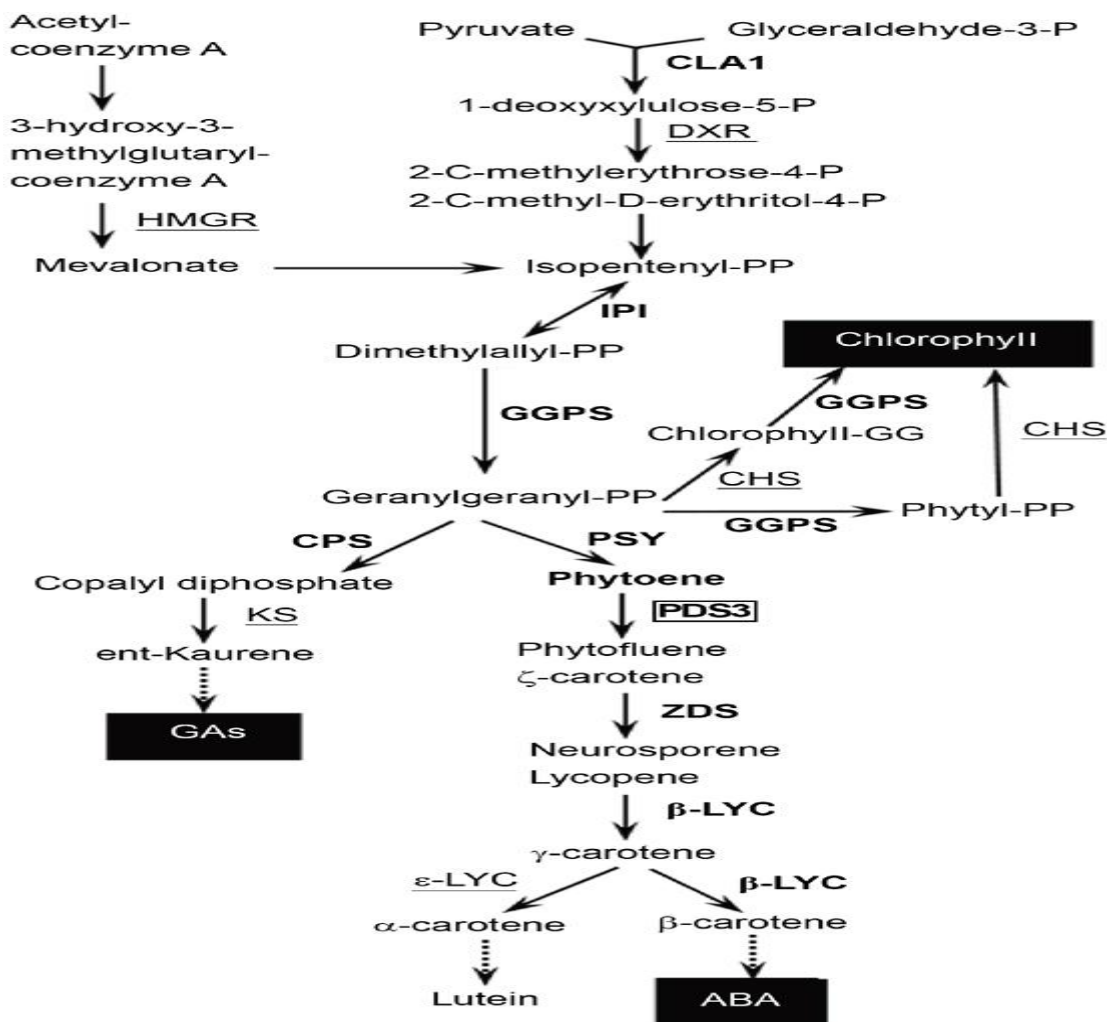 Acetyl-
coenzyme A
Pyruvate
Glyceraldehyde-3-P
CLA1
1-deoxyxylulose-5-P
3-hydroxy-3-
methylglutaryl-
coenzyme A
DXR
2-C-methylerythrose-4-P
2-C-methyl-D-erythritol-4-P
HMGR
Mevalonate
Isopentenyl-PP
IPI
Dimethylallyl-PP
Chlorophyll
GGPS
GGPS
Chlorophyll-GG
CHS
CHS
Geranylgeranyl-PP
GGPS
Phytyl-PP
CPS
PSY
Copalyl diphosphate
Phytoene
KS
PDS3
ent-Kaurene
Phytofluene
ζ-carotene
GAs
ZDS
Neurosporene
Lycopene
β-LYC
γ-carotene
ε-LYC
β-LYC
α-carotene
β-carotene
Lutein
ABA